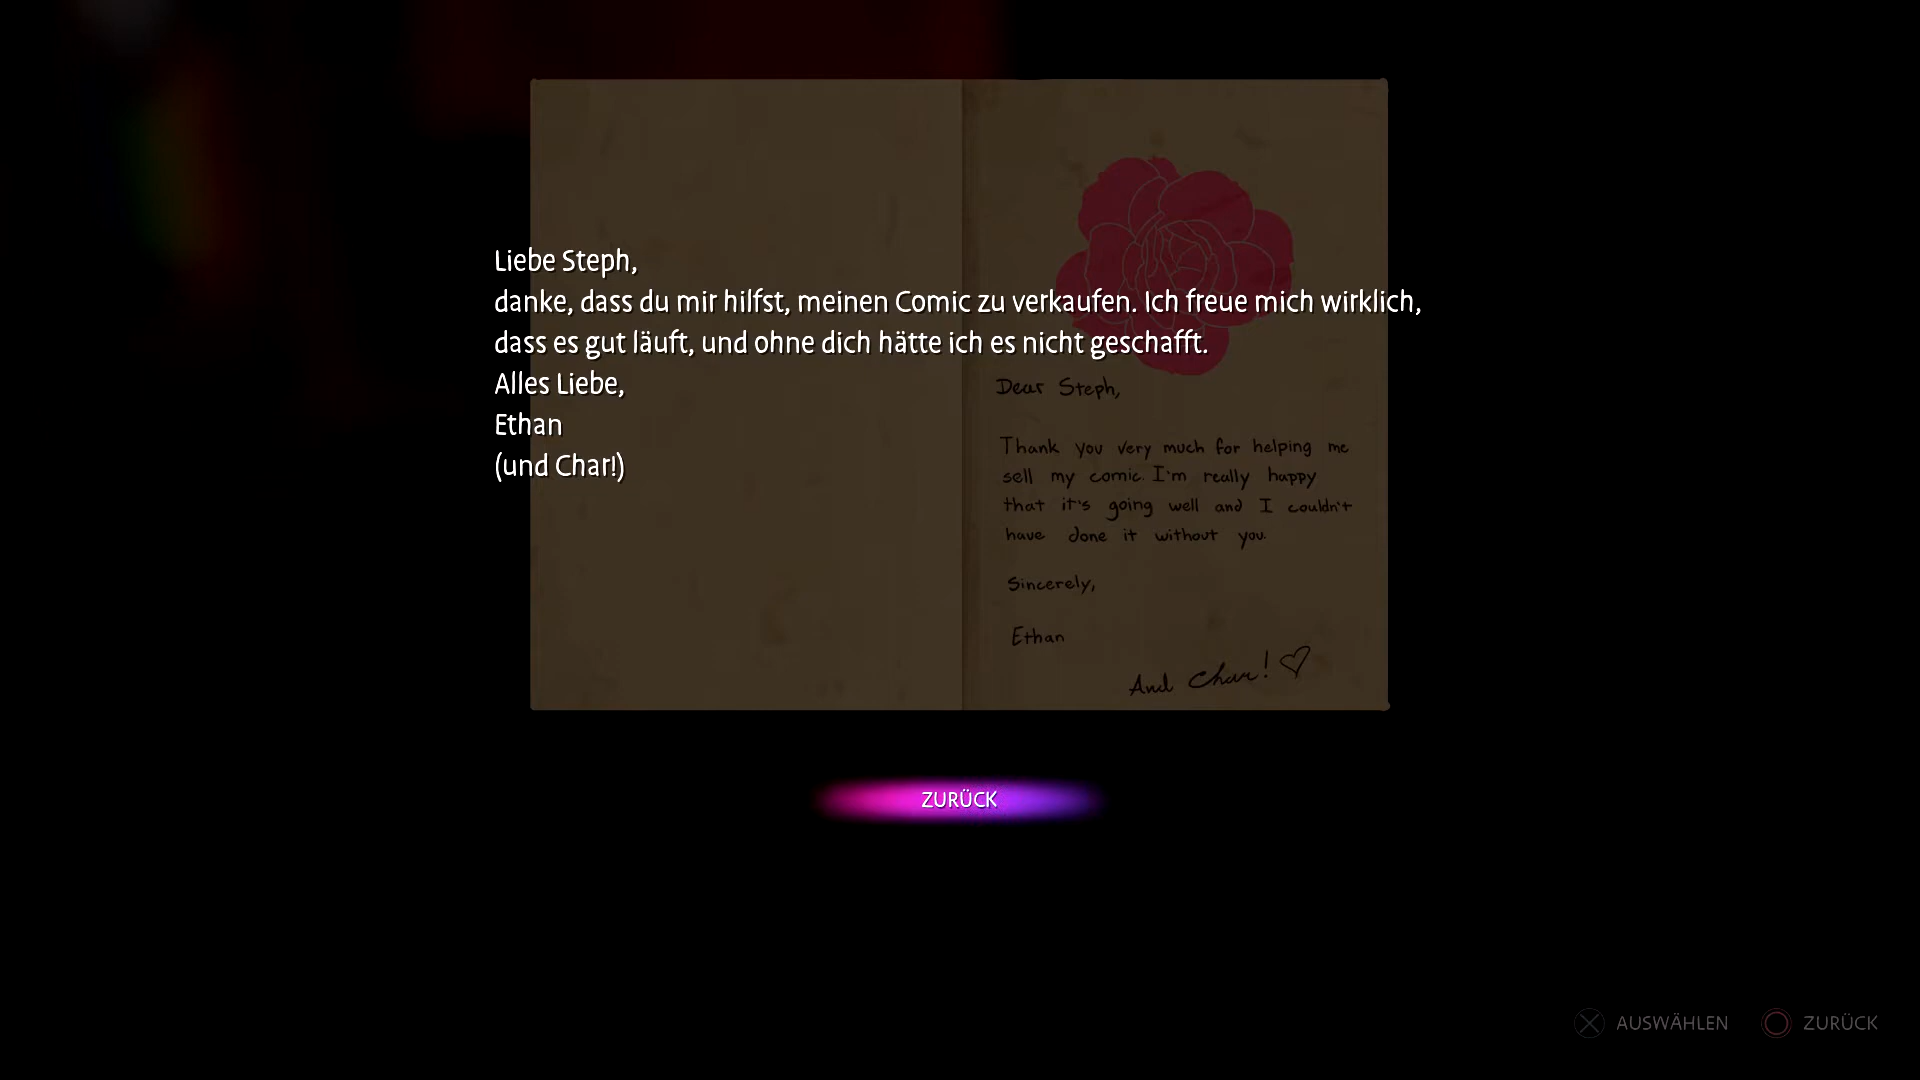 Liebe Steph,
danke, dass du mir hilfst, meinen Comic zu verkaufen. Ich freue mich wirklich,
dass es gut läuft, und ohne dich hätte ich es nicht geschafft.
Alles Liebe,
Ethan
(und Char!)
Dear Steph,
Thank you very much for helping me
sell my comic. I'm really happy
that it's going well and I couldn't
have done it without you.
Sincerely,
Ethan
And Char! ♡
ZURÜCK
AUSWÄHLEN ZURÜCK